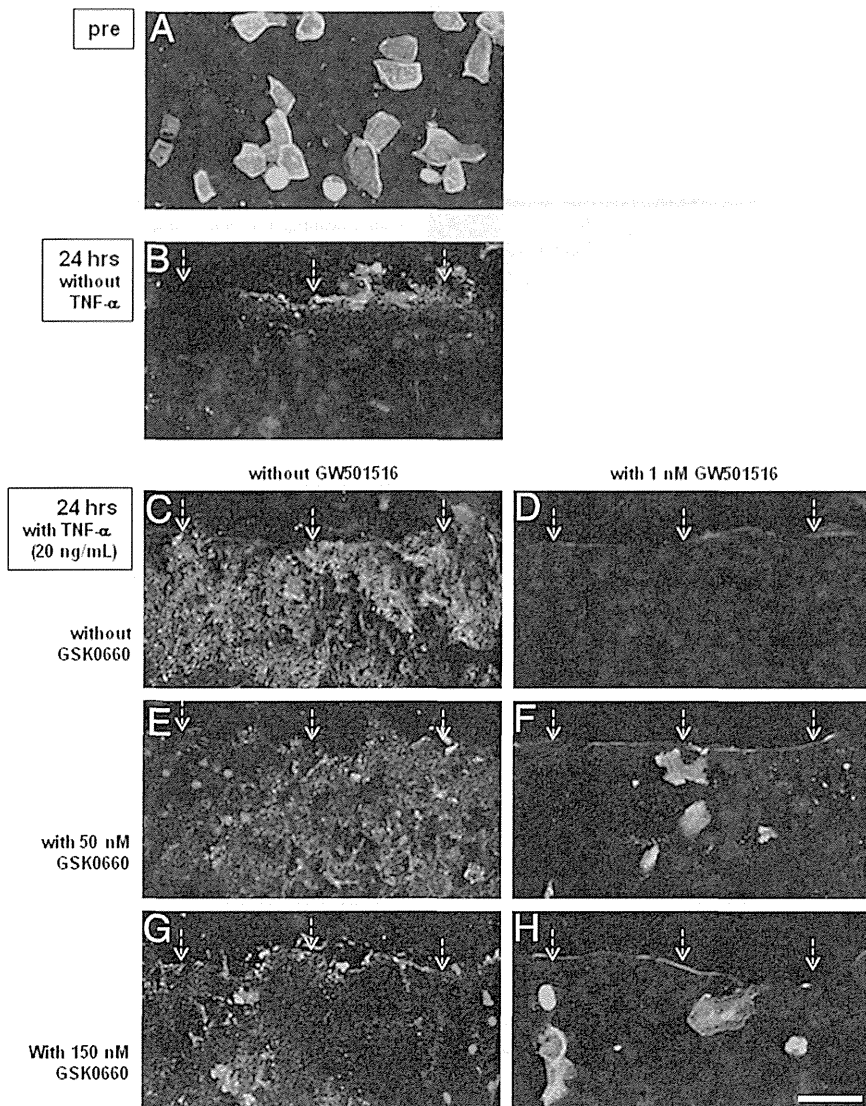 pre
A
24 hrs
without
TNF-α
B
without GW501516
with 1 nM GW501516
24 hrs
with TNF-α
(20 ng/mL)
C
D
without
GSK0660
E
F
with 50 nM
GSK0660
G
H
With 150 nM
GSK0660